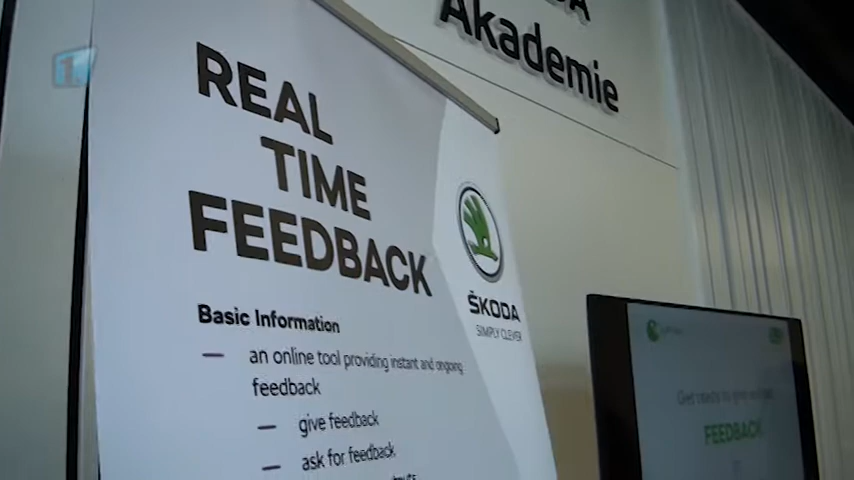 Akademie
REAL
TIME
FEEDBACK
ŠKODA
SIMPLY CLEVER
Basic Information
— an online tool providing instant and ongoing
feedback
— give feedback
— ask for feedback
FEEDBACK